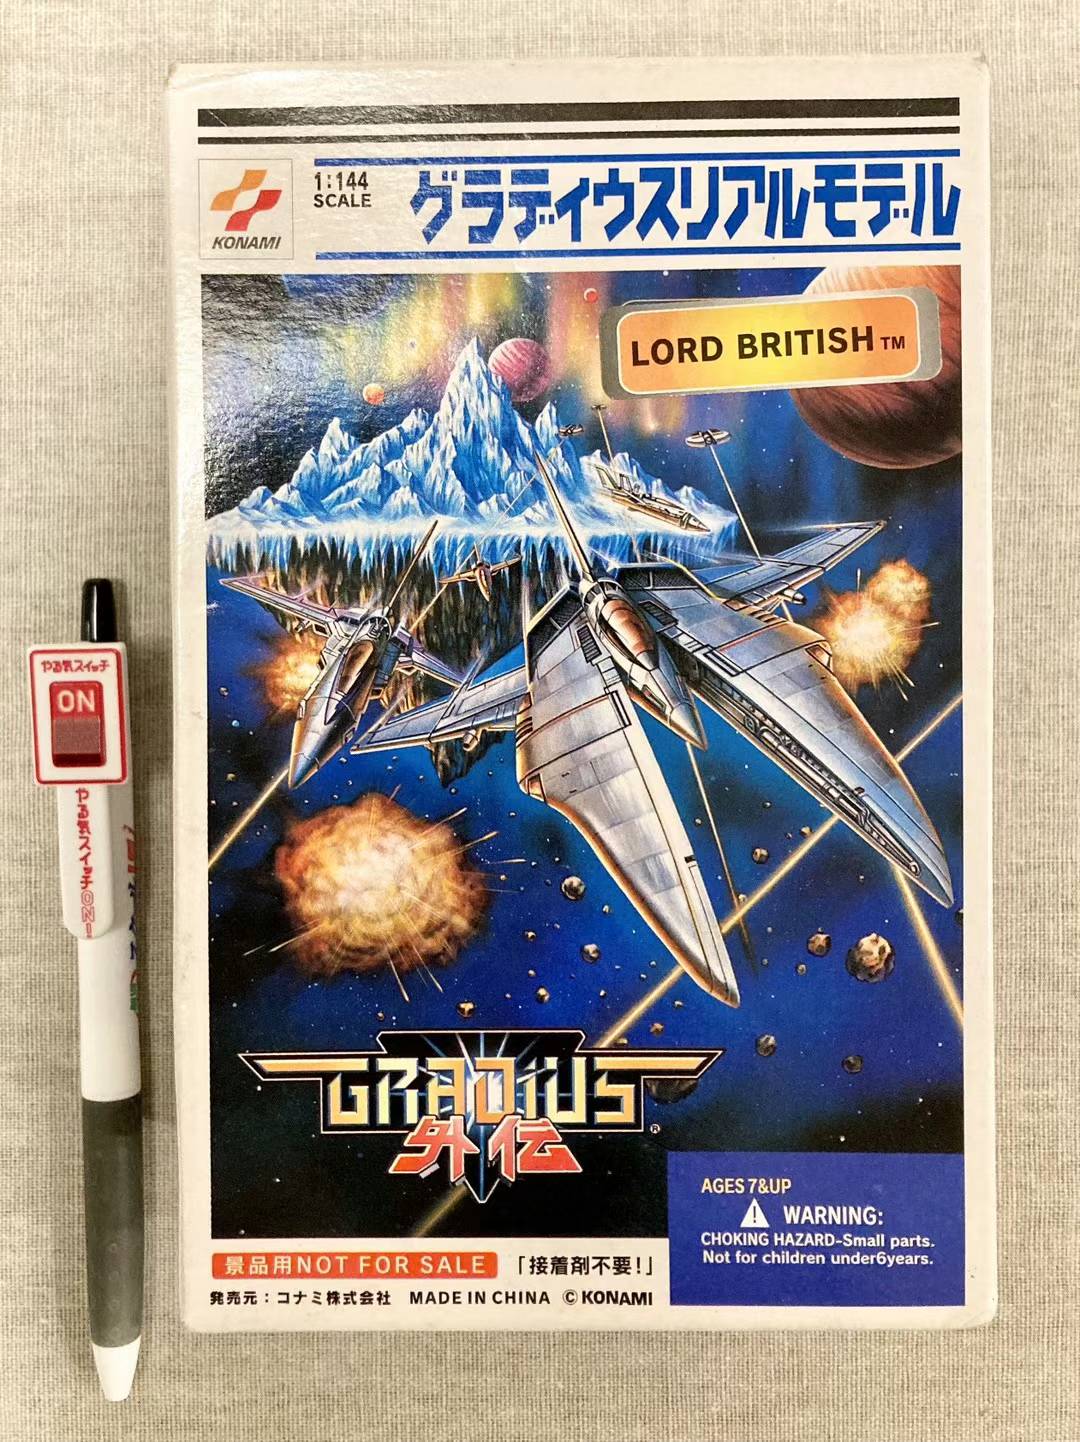 KONAMI
1:144
SCALE
グラディウスリアルモデル
LORD BRITISH TM
やる気スイッチ
ON
やる気スイッチON!
GRADIUS®
外伝
AGES 7&UP
WARNING:
CHOKING HAZARD-Small parts.
Not for children under6years.
景品用NOT FOR SALE
「接着剤不要!」
発売元：コナミ株式会社 MADE IN CHINA ©KONAMI